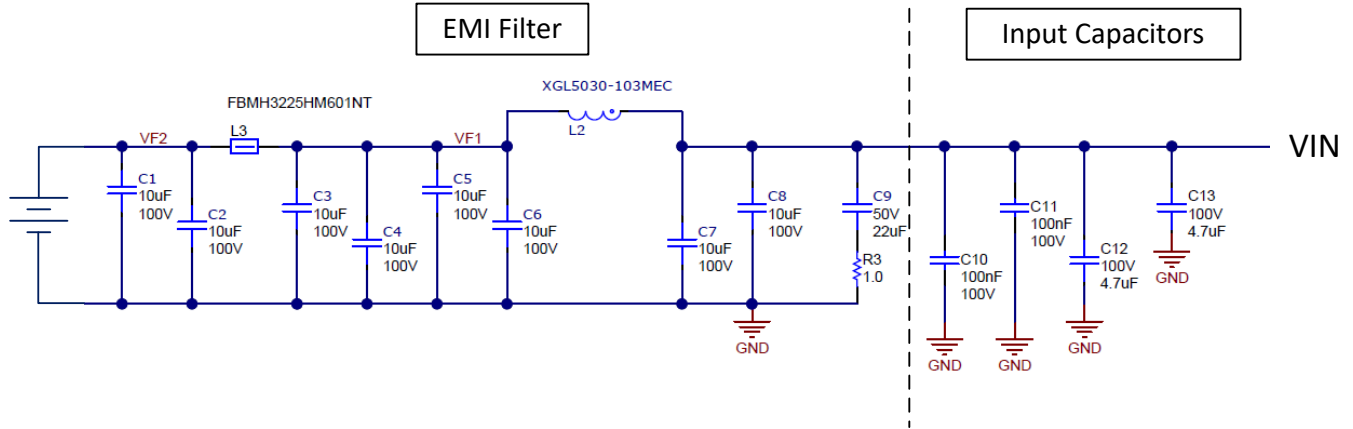 EMI Filter
Input Capacitors
XGL5030-103MEC
FBMH3225HM601NT
L3
L2
VF2
VF1
VIN
C1
10uF
100V
C2
10uF
100V
C3
10uF
100V
C4
10uF
100V
C5
10uF
100V
C6
10uF
100V
C7
10uF
100V
C8
10uF
100V
C9
50V
22uF
R3
1.0
GND
C10
100nF
100V
GND
C11
100nF
100V
GND
C12
100V
4.7uF
GND
C13
100V
4.7uF
GND